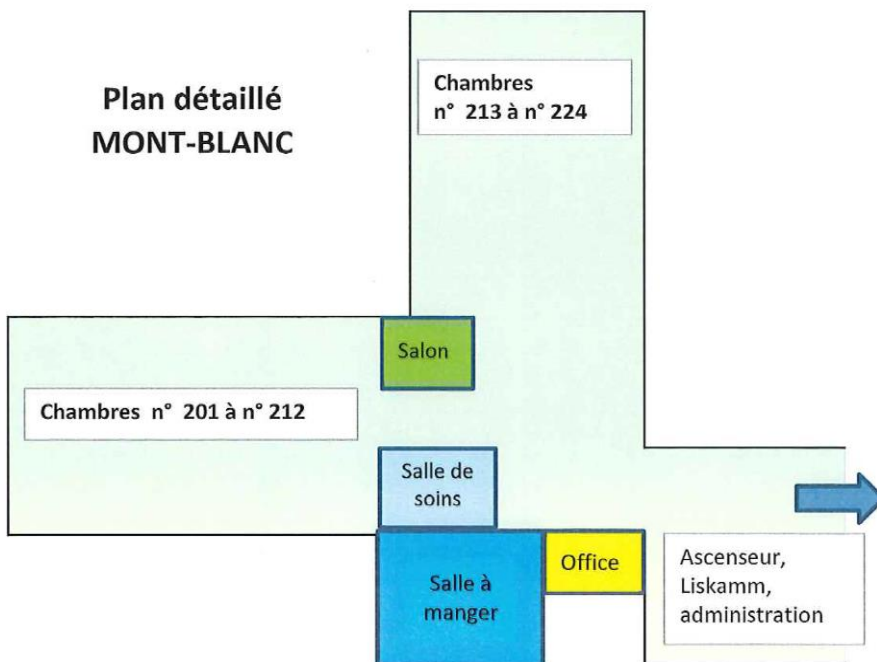 Plan détaillé
MONT-BLANC
Chambres
n° 213 à n° 224
Salon
Chambres n° 201 à n° 212
Salle de
soins
Office
Salle à
manger
Ascenseur,
Liskamm,
administration